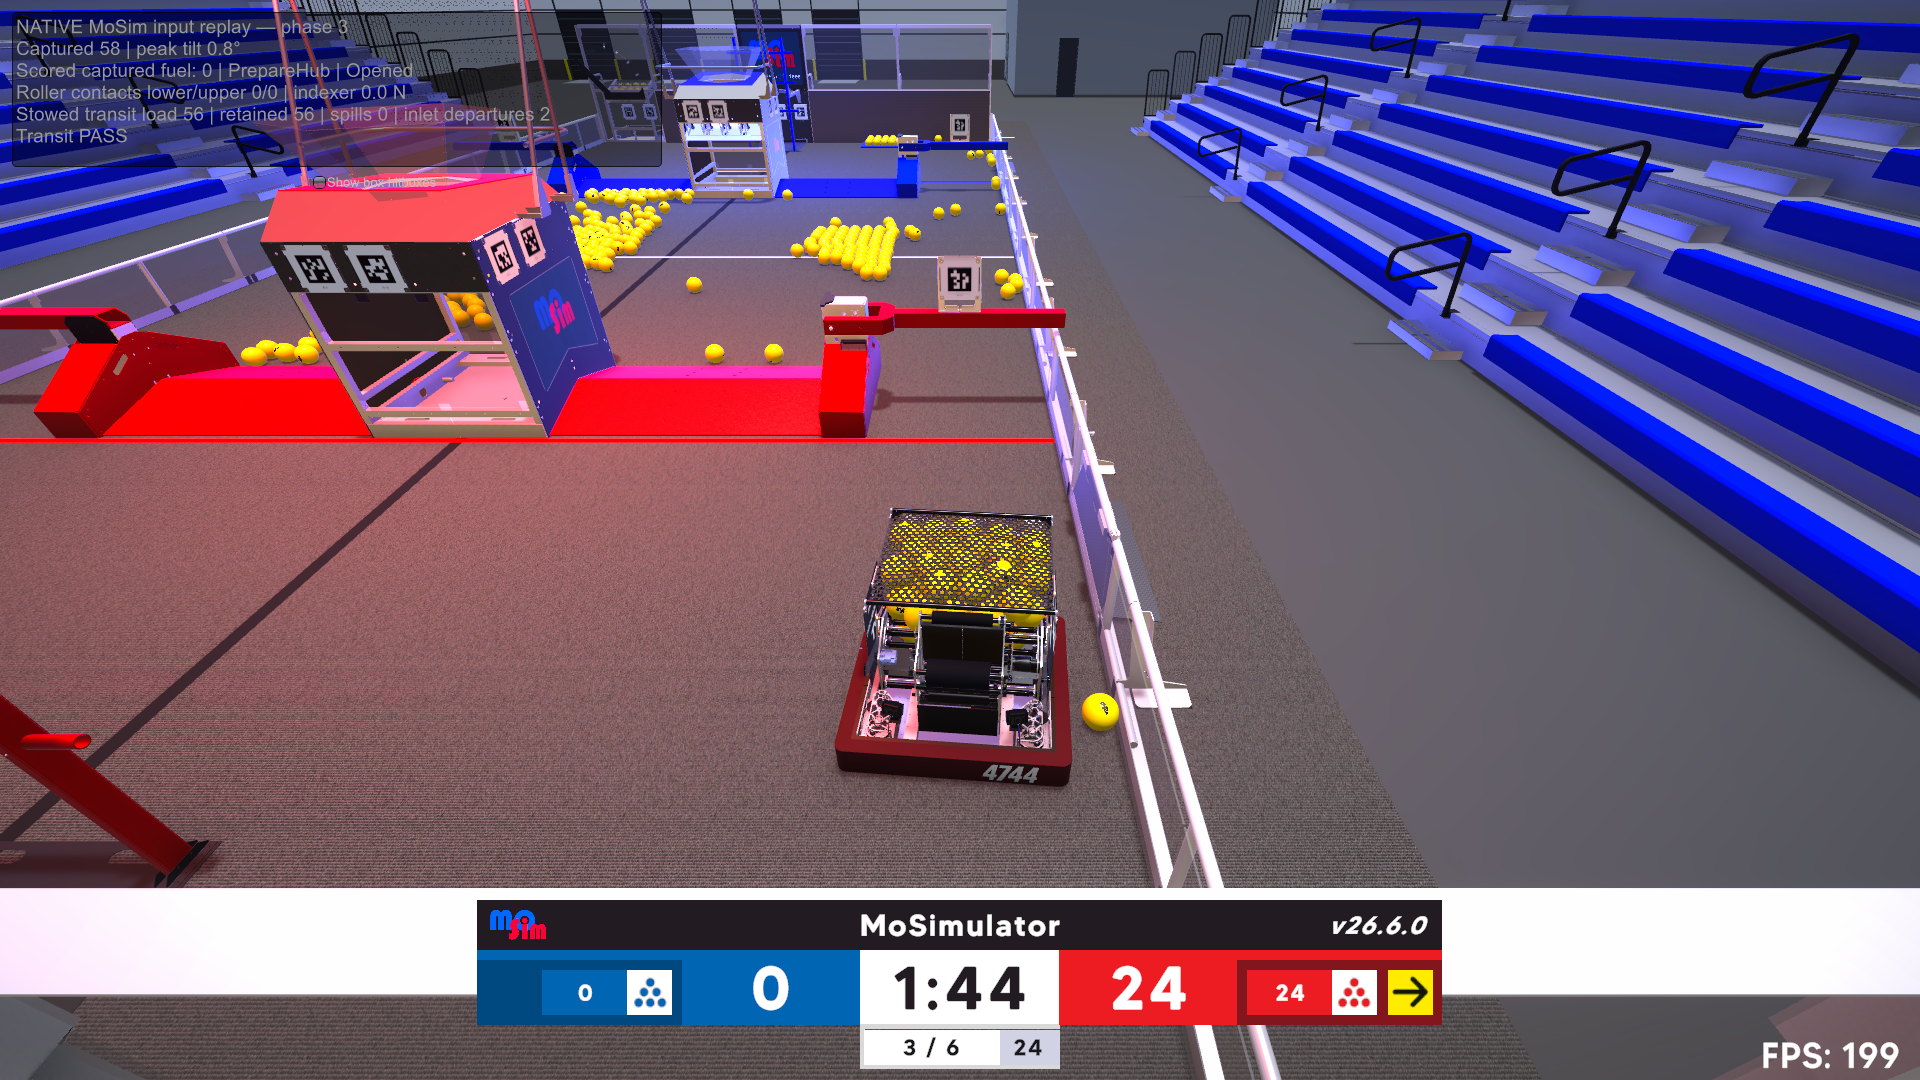 NATIVE MoSim input replay — phase 3
Captured 58 | peak tilt 0.8°
Scored captured fuel: 0 | PrepareHub | Opened
Roller contacts lower/upper 0/0 | indexer 0.0 N
Stowed transit load 56 | retained 56 | spills 0 | inlet departures 2
Transit PASS
Show box hitboxes
MoSim
4744
MoSim
MoSimulator
v26.6.0
0
0
1:44
24
24
3 / 6
24
FPS: 199